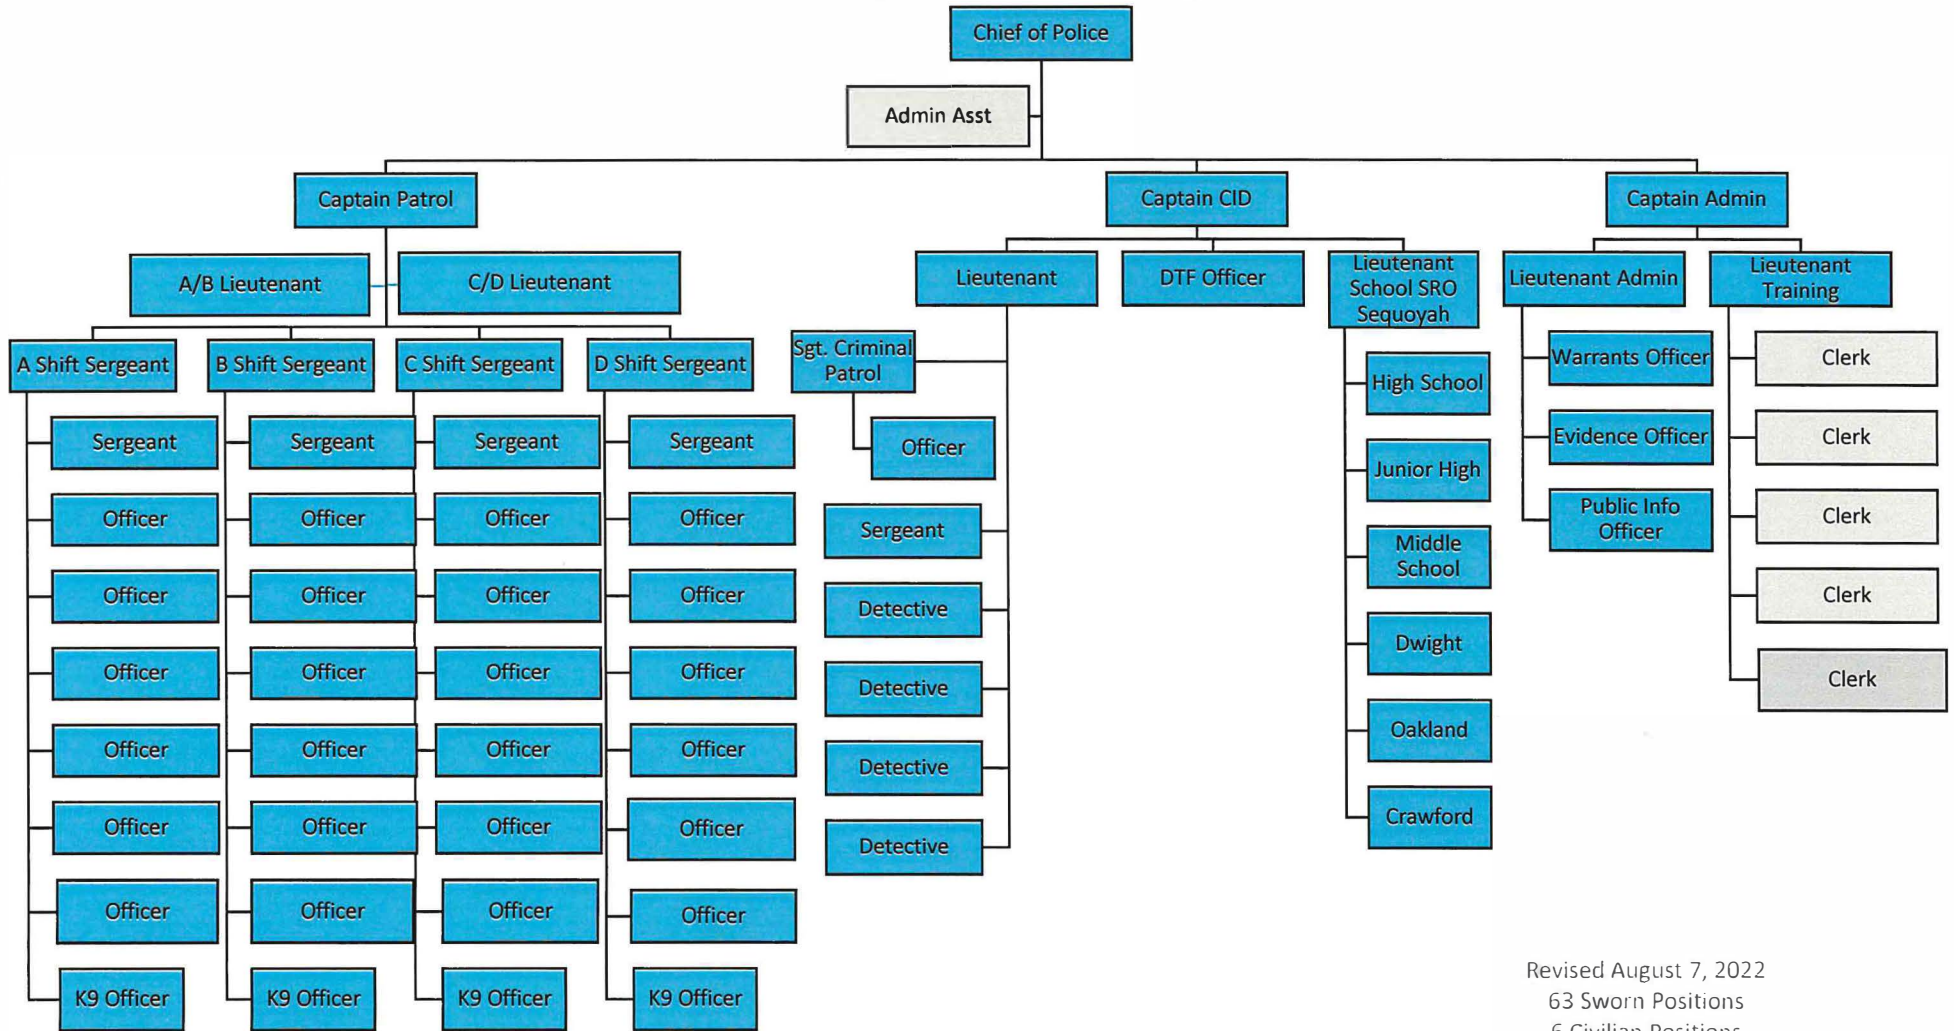 Chief of Police
Admin Asst
Captain Patrol
Captain CID
Captain Admin
A/B Lieutenant
C/D Lieutenant
Lieutenant
DTF Officer
Lieutenant
School SRO
Sequoyah
Lieutenant Admin
Lieutenant
Training
A Shift Sergeant
B Shift Sergeant
C Shift Sergeant
D Shift Sergeant
Sgt. Criminal
Patrol
Officer
Sergeant
Detective
Detective
Detective
Detective
High School
Junior High
Middle
School
Dwight
Oakland
Crawford
Warrants Officer
Evidence Officer
Public Info
Officer
Clerk
Clerk
Clerk
Clerk
Clerk
Sergeant
Officer
Officer
Officer
Officer
Officer
Officer
K9 Officer
Sergeant
Officer
Officer
Officer
Officer
Officer
Officer
K9 Officer
Sergeant
Officer
Officer
Officer
Officer
Officer
Officer
K9 Officer
Sergeant
Officer
Officer
Officer
Officer
Officer
Officer
K9 Officer
Revised August 7, 2022
63 Sworn Positions
6 Civilian Positions